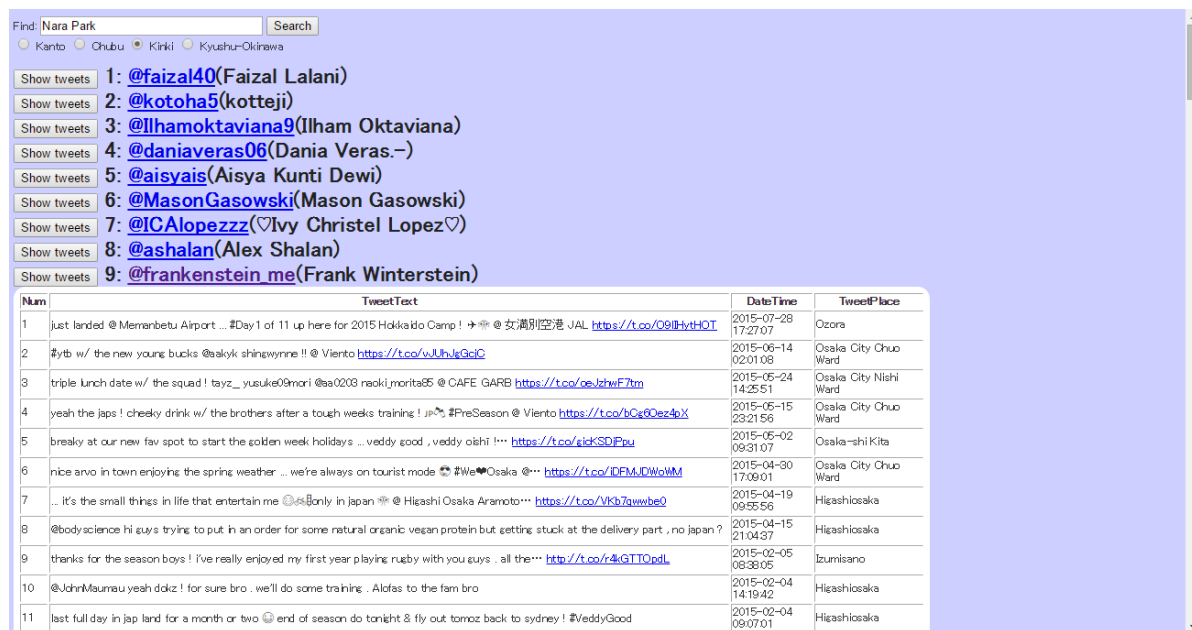 Find: Nara Park Search
Kanto Chubu Kinki Kyushu-Okinawa
Show tweets 1: @faizal40(Faizal Lalani)
Show tweets 2: @kotoha5(kotteji)
Show tweets 3: @Ilhamoktaviana9(Ilham Oktaviana)
Show tweets 4: @daniaveras06(Dania Veras.-)
Show tweets 5: @aisyais(Aisya Kunti Dewi)
Show tweets 6: @MasonGasowski(Mason Gasowski)
Show tweets 7: @ICAlopezzz(♡Ivy Christel Lopez♡)
Show tweets 8: @ashalan(Alex Shalan)
Show tweets 9: @frankenstein_me(Frank Winterstein)
Num TweetText DateTime TweetPlace
1 just landed @ Memanbetu Airport ... #Day1 of 11 up here for 2015 Hokkaido Camp ! ✈ @ 女満別空港 JAL https://t.co/O9IlHytHOT 2015-07-28 17:27:07 Ozora
2 #ytb w/ the new young bucks @aakyk shingwynne !! @ Viento https://t.co/vJUhJgGcjC 2015-06-14 02:01:08 Osaka City Chuo Ward
3 triple lunch date w/ the squad ! tayz_ yusuke09mori @aa0203 naoki_morita85 @ CAFE GARB https://t.co/oeJzhwF7tm 2015-05-24 14:25:51 Osaka City Nishi Ward
4 yeah the japs ! cheeky drink w/ the brothers after a tough weeks training ! JP #PreSeason @ Viento https://t.co/bCg6Oez4pX 2015-05-15 23:21:56 Osaka City Chuo Ward
5 breaky at our new fav spot to start the golden week holidays ... veddy good , veddy oishī !… https://t.co/gicKSDjPpu 2015-05-02 09:31:07 Osaka-shi Kita
6 nice arvo in town enjoying the spring weather ... we're always on tourist mode 😎 #We❤Osaka @… https://t.co/iDFMJDWoWM 2015-04-30 17:09:01 Osaka City Chuo Ward
7 ... it's the small things in life that entertain me only in japan @ Higashi Osaka Aramoto… https://t.co/VKb7qwwbe0 2015-04-19 09:55:56 Higashiosaka
8 @bodyscience hi guys trying to put in an order for some natural organic vegan protein but getting stuck at the delivery part , no japan ? 2015-04-15 21:04:37 Higashiosaka
9 thanks for the season boys ! i've really enjoyed my first year playing rugby with you guys . all the… http://t.co/r4kGTTOpdL 2015-02-05 08:38:05 Izumisano
10 @JohnMaumau yeah dokz ! for sure bro . we'll do some training . Alofas to the fam bro 2015-02-04 14:19:42 Higashiosaka
11 last full day in jap land for a month or two end of season do tonight & fly out tomoz back to sydney ! #VeddyGood 2015-02-04 09:07:01 Higashiosaka